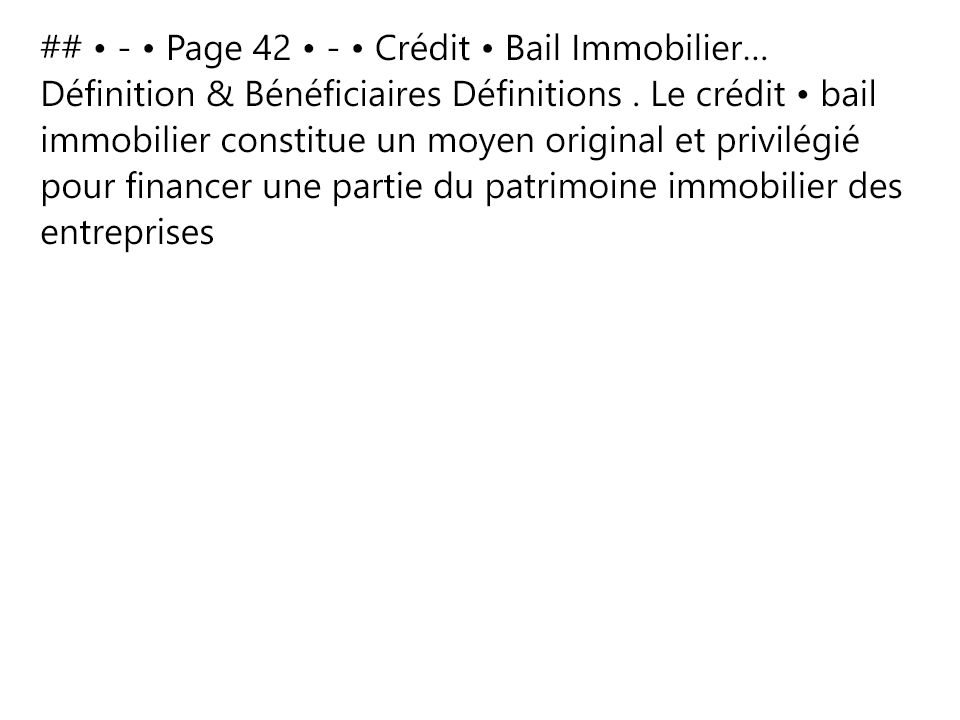 ## • - • Page 42 • - • Crédit • Bail Immobilier...
Définition & Bénéficiaires Définitions . Le crédit • bail
immobilier constitue un moyen original et privilégié
pour financer une partie du patrimoine immobilier des
entreprises